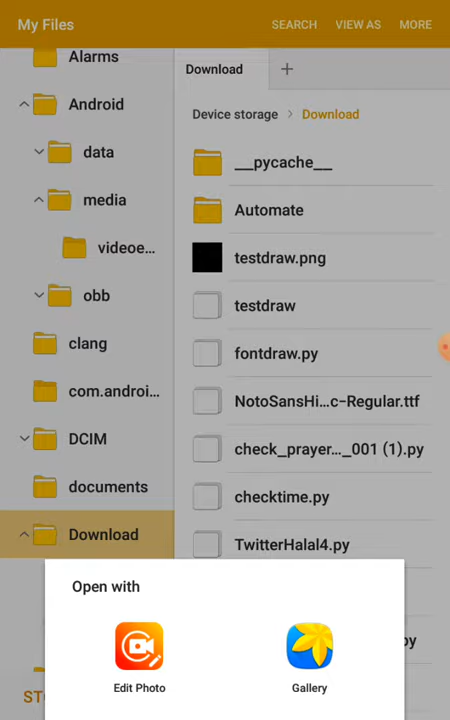 My Files
SEARCH VIEW AS MORE
Alarms
Android
data
media
videoe...
obb
clang
com.androi...
DCIM
documents
Download
Download +
Device storage > Download
__pycache__
Automate
testdraw.png
testdraw
fontdraw.py
NotoSansHi...c-Regular.ttf
check_prayer..._001 (1).py
checktime.py
TwitterHalal4.py
py
Open with
Edit Photo
Gallery